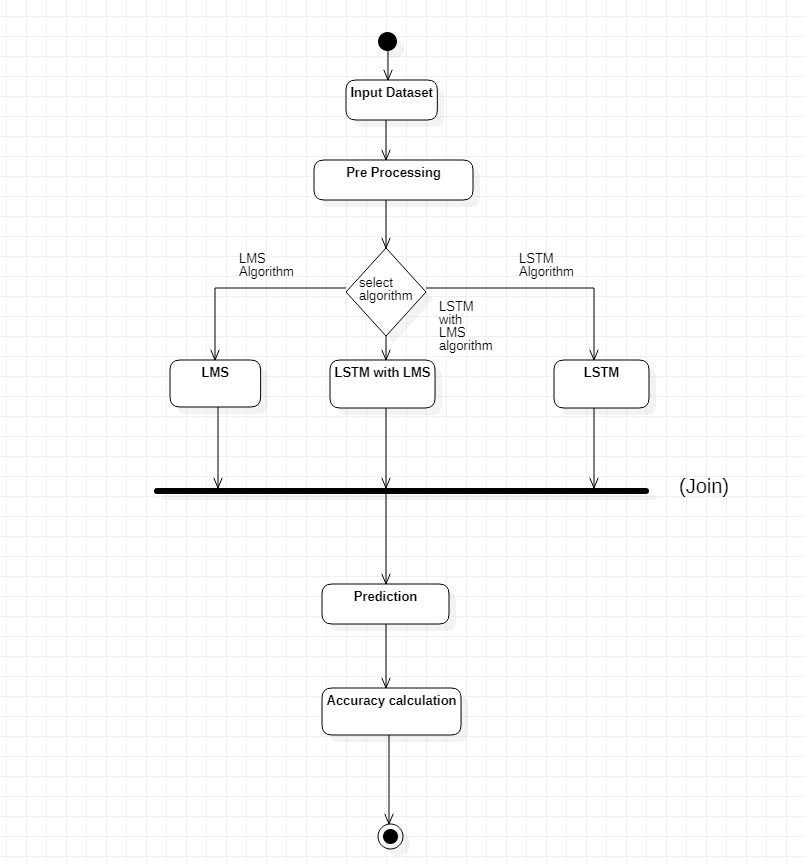 Input Dataset
Pre Processing
LMS
Algorithm
select
algorithm
LSTM
Algorithm
LSTM
with
LMS
algorithm
LMS
LSTM with LMS
LSTM
(Join)
Prediction
Accuracy calculation